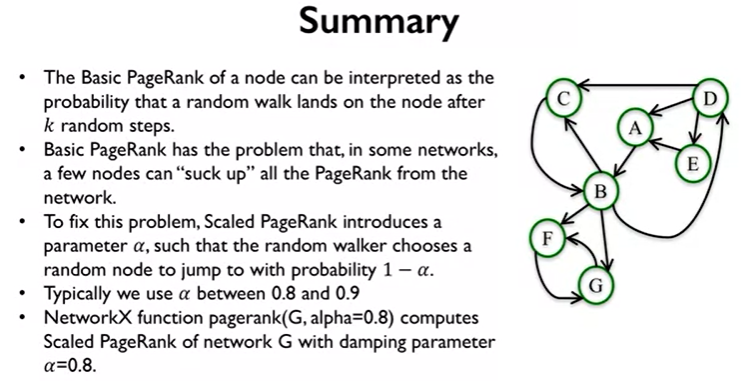 Summary
• The Basic PageRank of a node can be interpreted as the
probability that a random walk lands on the node after
k random steps.
• Basic PageRank has the problem that, in some networks,
a few nodes can “suck up” all the PageRank from the
network.
• To fix this problem, Scaled PageRank introduces a
parameter α, such that the random walker chooses a
random node to jump to with probability 1 − α.
• Typically we use α between 0.8 and 0.9
• NetworkX function pagerank(G, alpha=0.8) computes
Scaled PageRank of network G with damping parameter
α=0.8.
C
D
A
E
B
F
G